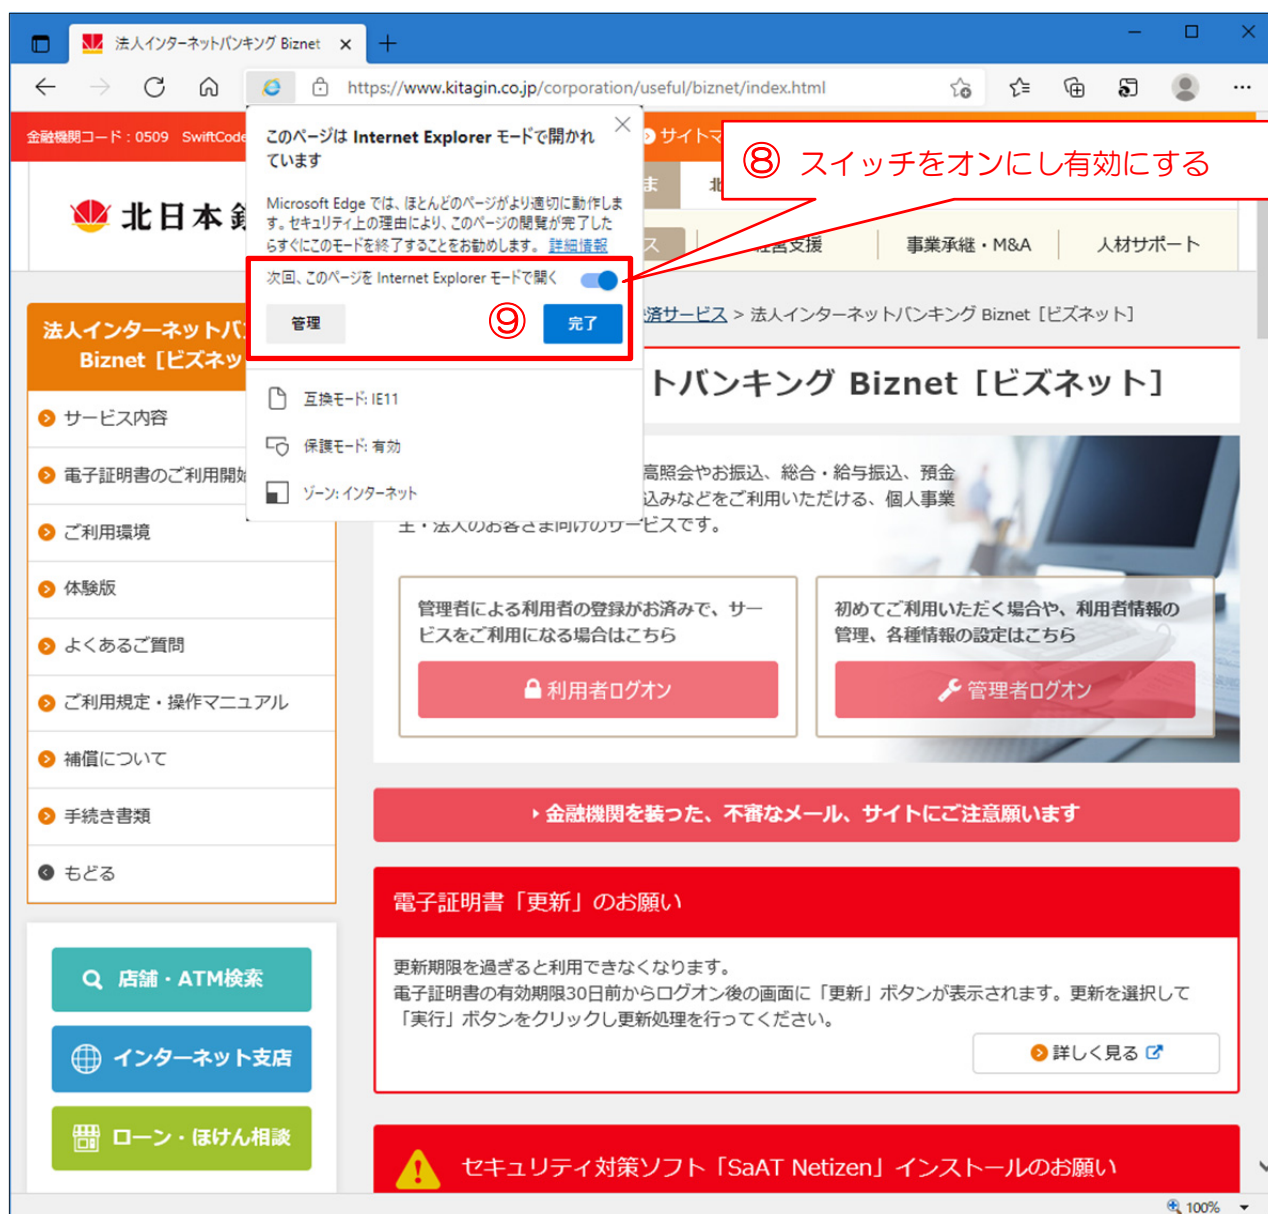 法人インターネットバンキング Biznet
https://www.kitagin.co.jp/corporation/useful/biznet/index.html
金融機関コード：0509 SwiftCode
サイトマ
⑧ スイッチをオンにし有効にする
このページは Internet Explorer モードで開かれ
ています
Microsoft Edge では、ほとんどのページがより適切に動作しま
す。セキュリティ上の理由により、このページの閲覧が完了した
らすぐにこのモードを終了することをお勧めします。 詳細情報
次回、このページを Internet Explorer モードで開く
管理
⑨
完了
互換モード: IE11
保護モード: 有効
ゾーン: インターネット
北日本銀
ま
北
ス
経営支援
事業承継・M&A
人材サポート
済サービス > 法人インターネットバンキング Biznet［ビズネット］
法人インターネットバ
Biznet［ビズネッ
サービス内容
電子証明書のご利用開始
ご利用環境
体験版
よくあるご質問
ご利用規定・操作マニュアル
補償について
手続き書類
もどる
店舗・ATM検索
インターネット支店
ローン・ほけん相談
トバンキング Biznet［ビズネット］
高照会やお振込、総合・給与振込、預金
込みなどをご利用いただける、個人事業
主・法人のお客さま向けのサービスです。
管理者による利用者の登録がお済みで、サー
ビスをご利用になる場合はこちら
利用者ログオン
初めてご利用いただく場合や、利用者情報の
管理、各種情報の設定はこちら
管理者ログオン
金融機関を装った、不審なメール、サイトにご注意願います
電子証明書「更新」のお願い
更新期限を過ぎると利用できなくなります。
電子証明書の有効期限30日前からログオン後の画面に「更新」ボタンが表示されます。更新を選択して
「実行」ボタンをクリックし更新処理を行ってください。
詳しく見る
セキュリティ対策ソフト「SaAT Netizen」インストールのお願い
100%